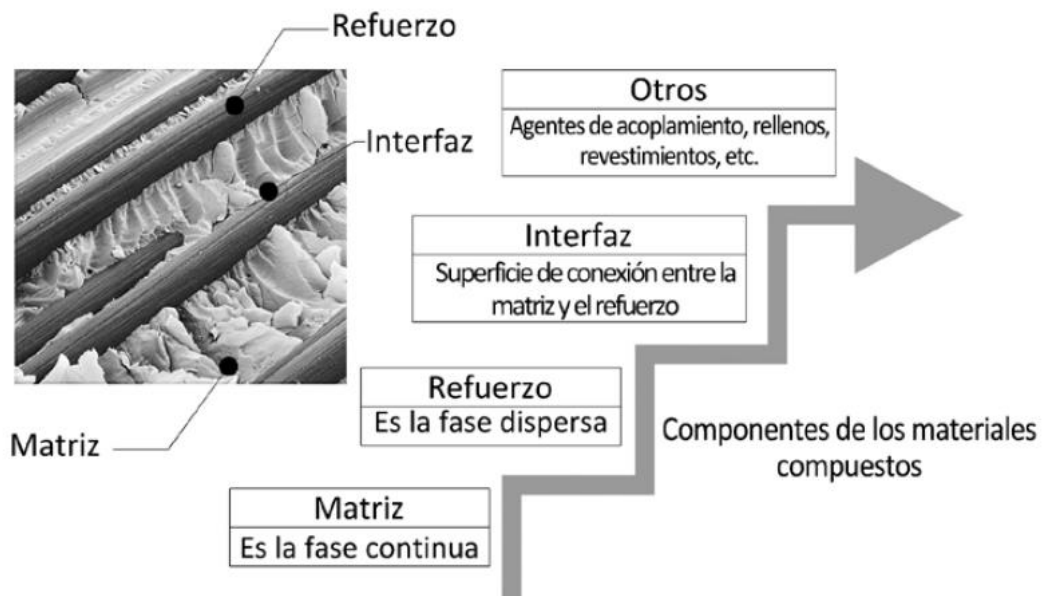 Refuerzo
Interfaz
Matriz
Otros
Agentes de acoplamiento, rellenos,
revestimientos, etc.
Interfaz
Superficie de conexión entre la
matriz y el refuerzo
Refuerzo
Es la fase dispersa
Matriz
Es la fase continua
Componentes de los materiales
compuestos